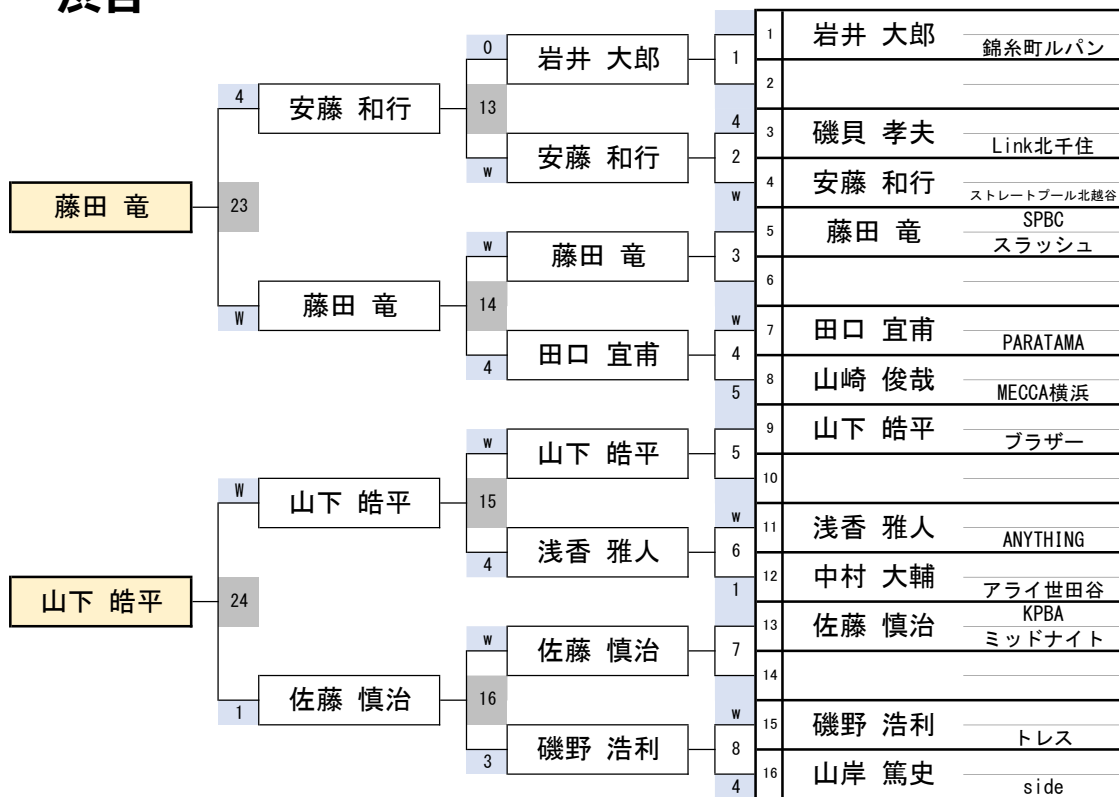 1 岩井 大郎 錦糸町ルパン
0 岩井 大郎 1
2
4 安藤 和行 13
4
3 磯貝 孝夫 Link北千住
W 安藤 和行 2
4 安藤 和行 ストレートプール北越谷
W
藤田 竜 23
5 藤田 竜 SPBC
スラッシュ
W 藤田 竜 3
6
W 藤田 竜 14
W
7 田口 宜甫 PARATAMA
4 田口 宜甫 4
8 山崎 俊哉 MECCA横浜
5
9 山下 皓平 ブラザー
W 山下 皓平 5
10
W 山下 皓平 15
W
11 浅香 雅人 ANYTHING
4 浅香 雅人 6
12 中村 大輔 アライ世田谷
1
山下 皓平 24
13 佐藤 慎治 KPBA
ミッドナイト
W 佐藤 慎治 7
14
1 佐藤 慎治 16
W
15 磯野 浩利 トレス
3 磯野 浩利 8
16 山岸 篤史 side
4